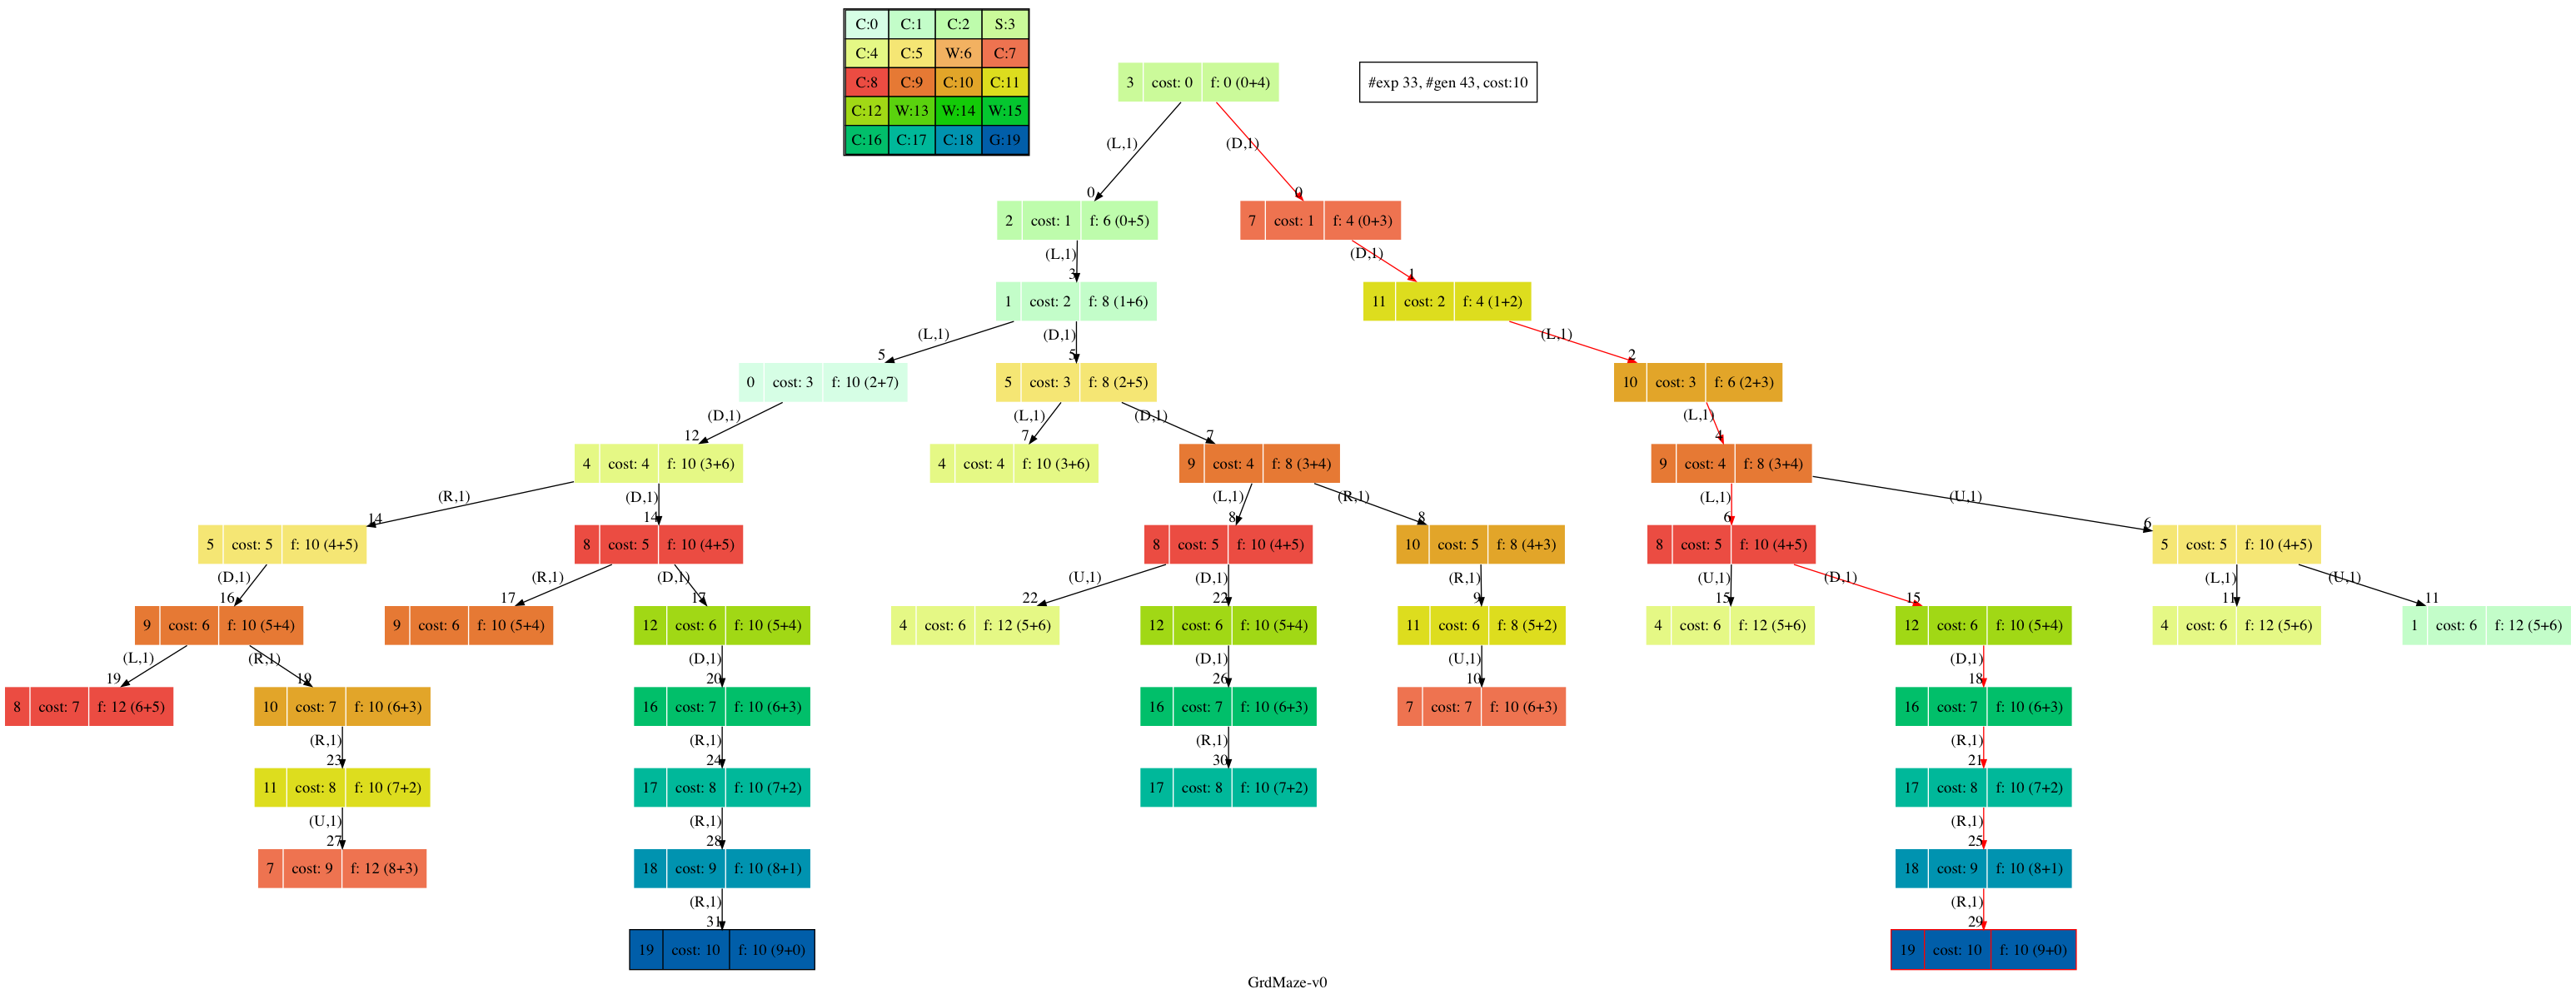 C:0 C:1 C:2 S:3
C:4 C:5 W:6 C:7
C:8 C:9 C:10 C:11
C:12 W:13 W:14 W:15
C:16 C:17 C:18 G:19
3 cost: 0 f: 0 (0+4)
#exp 33, #gen 43, cost:10
(L,1) (D,1)
0 0
2 cost: 1 f: 6 (0+5)
7 cost: 1 f: 4 (0+3)
(L,1) (D,1)
3 1
1 cost: 2 f: 8 (1+6)
11 cost: 2 f: 4 (1+2)
(L,1) (D,1) (L,1)
5 5 2
0 cost: 3 f: 10 (2+7)
5 cost: 3 f: 8 (2+5)
10 cost: 3 f: 6 (2+3)
(D,1) (L,1) (D,1) (L,1)
12 7 7 4
4 cost: 4 f: 10 (3+6)
4 cost: 4 f: 10 (3+6)
9 cost: 4 f: 8 (3+4)
9 cost: 4 f: 8 (3+4)
(R,1) (D,1) (L,1) (R,1) (L,1) (U,1)
14 14 8 8 6 6
5 cost: 5 f: 10 (4+5)
8 cost: 5 f: 10 (4+5)
8 cost: 5 f: 10 (4+5)
10 cost: 5 f: 8 (4+3)
8 cost: 5 f: 10 (4+5)
5 cost: 5 f: 10 (4+5)
(D,1) (R,1) (D,1) (U,1) (D,1) (R,1) (U,1) (D,1) (L,1) (U,1)
16 17 17 22 22 9 15 15 11 11
9 cost: 6 f: 10 (5+4)
9 cost: 6 f: 10 (5+4)
12 cost: 6 f: 10 (5+4)
4 cost: 6 f: 12 (5+6)
12 cost: 6 f: 10 (5+4)
11 cost: 6 f: 8 (5+2)
4 cost: 6 f: 12 (5+6)
12 cost: 6 f: 10 (5+4)
4 cost: 6 f: 12 (5+6)
1 cost: 6 f: 12 (5+6)
(L,1) (R,1) (D,1) (D,1) (U,1) (D,1)
19 19 20 26 10 18
8 cost: 7 f: 12 (6+5)
10 cost: 7 f: 10 (6+3)
16 cost: 7 f: 10 (6+3)
16 cost: 7 f: 10 (6+3)
7 cost: 7 f: 10 (6+3)
16 cost: 7 f: 10 (6+3)
(R,1) (R,1) (R,1) (R,1)
23 24 30 21
11 cost: 8 f: 10 (7+2)
17 cost: 8 f: 10 (7+2)
17 cost: 8 f: 10 (7+2)
17 cost: 8 f: 10 (7+2)
(U,1) (R,1) (R,1)
27 28 25
7 cost: 9 f: 12 (8+3)
18 cost: 9 f: 10 (8+1)
18 cost: 9 f: 10 (8+1)
(R,1) (R,1)
31 29
19 cost: 10 f: 10 (9+0)
19 cost: 10 f: 10 (9+0)
GrdMaze-v0